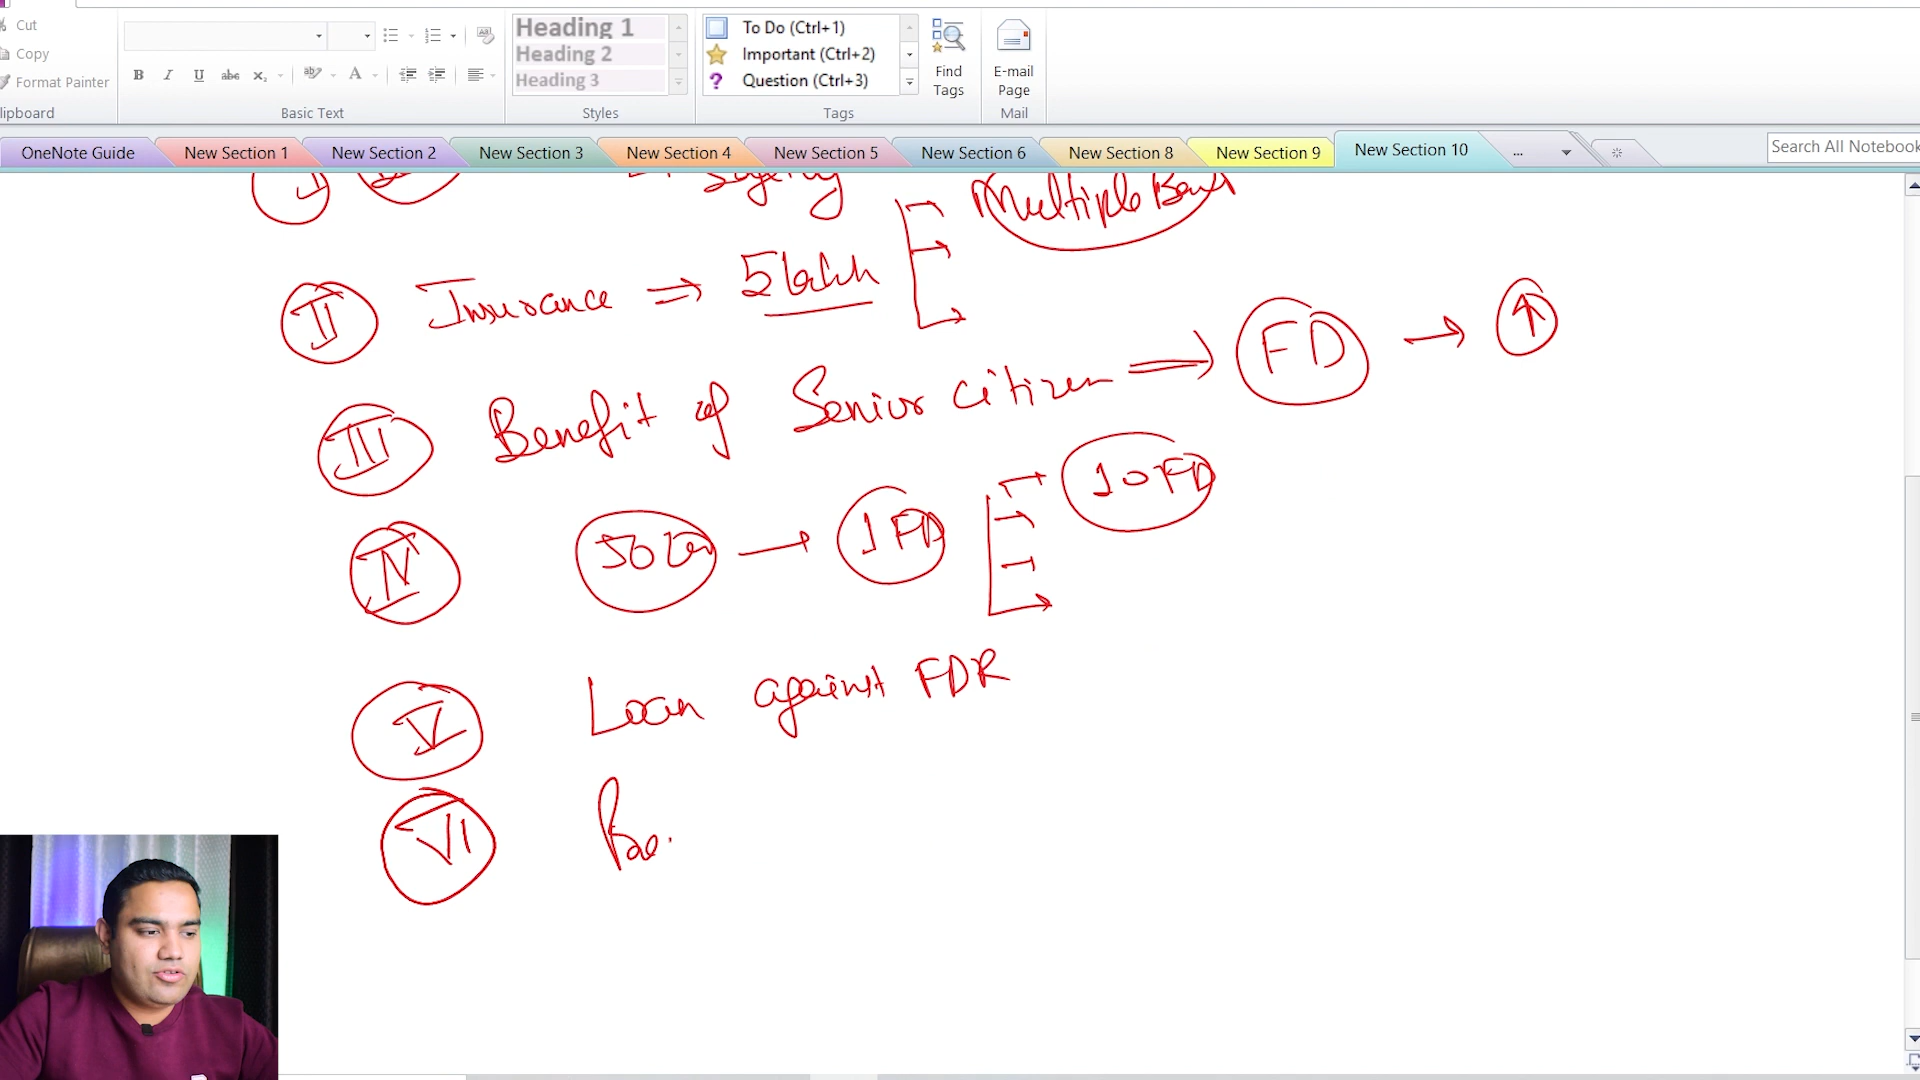 Cut
Copy
Format Painter
lipboard
B I U abc x₂ A
Basic Text
Heading 1
Heading 2
Heading 3
Styles
To Do (Ctrl+1)
Important (Ctrl+2)
Question (Ctrl+3)
Tags
Find Tags
E-mail Page
Mail
OneNote Guide New Section 1 New Section 2 New Section 3 New Section 4 New Section 5 New Section 6 New Section 8 New Section 9 New Section 10 ... Search All Notebook
I
Multiple Bank
II Insurance ⇒ 5 lakh
III Benefit of Senior citizen ⇒ FD → ↑
IV 50 → 1 FD 10 FD
V Loan against FDR
VI